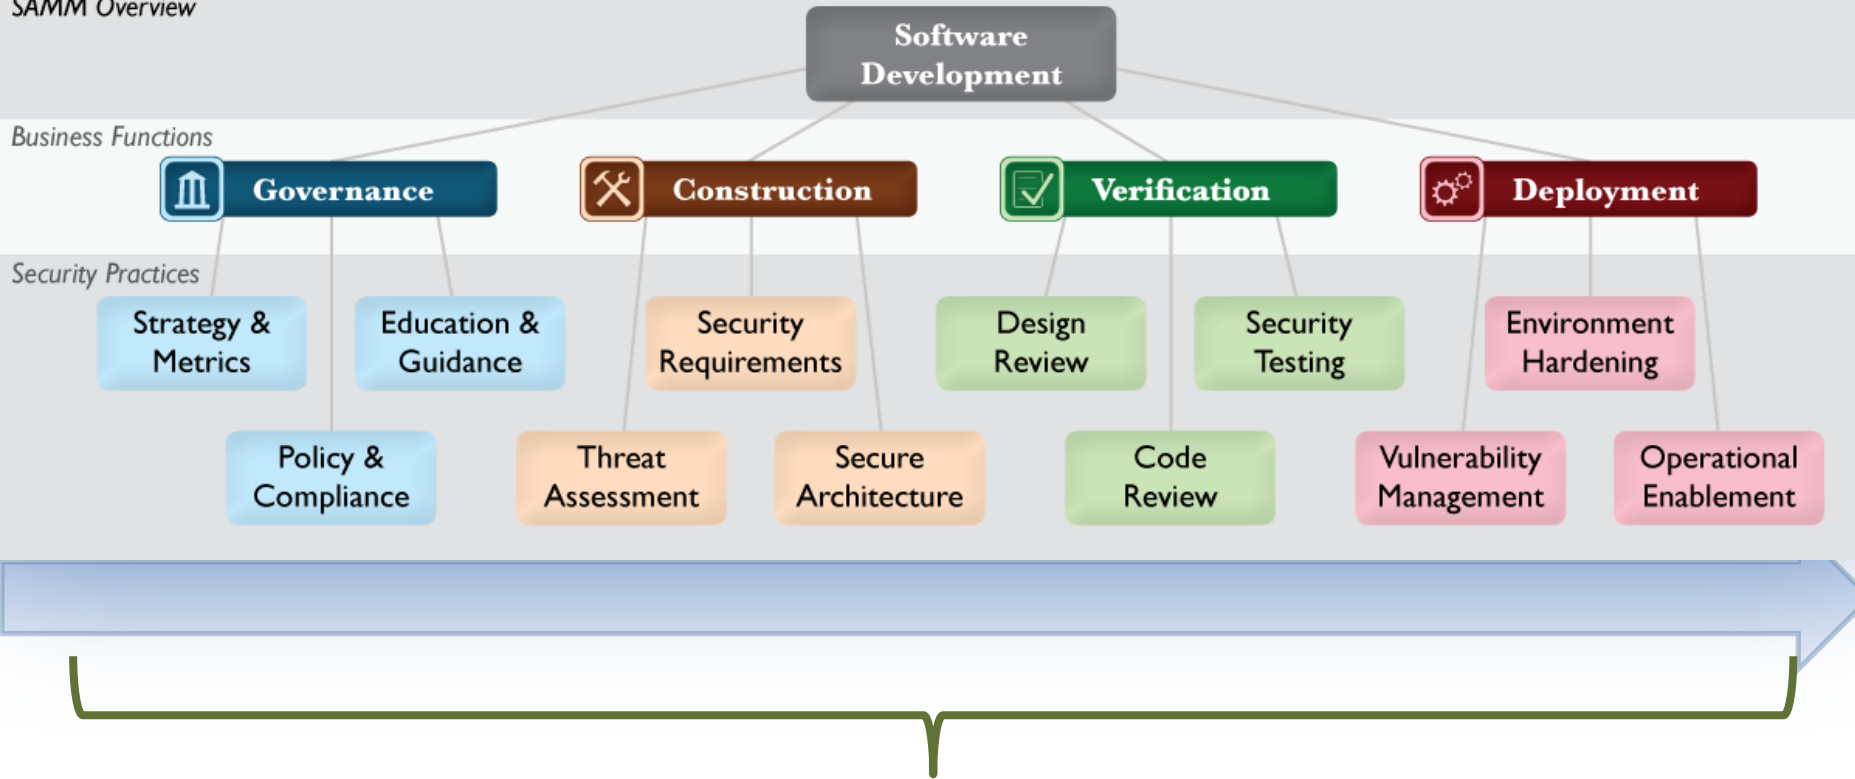 SAMM Overview
Software
Development
Business Functions
Governance
Construction
Verification
Deployment
Security Practices
Strategy &
Metrics
Education &
Guidance
Security
Requirements
Design
Review
Security
Testing
Environment
Hardening
Policy &
Compliance
Threat
Assessment
Secure
Architecture
Code
Review
Vulnerability
Management
Operational
Enablement